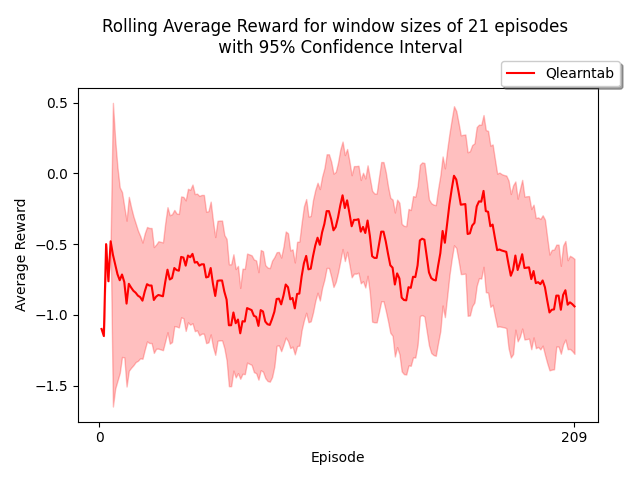 Rolling Average Reward for window sizes of 21 episodes
with 95% Confidence Interval
Qlearntab
0.5
0.0
−0.5
−1.0
−1.5
Average Reward
0
209
Episode